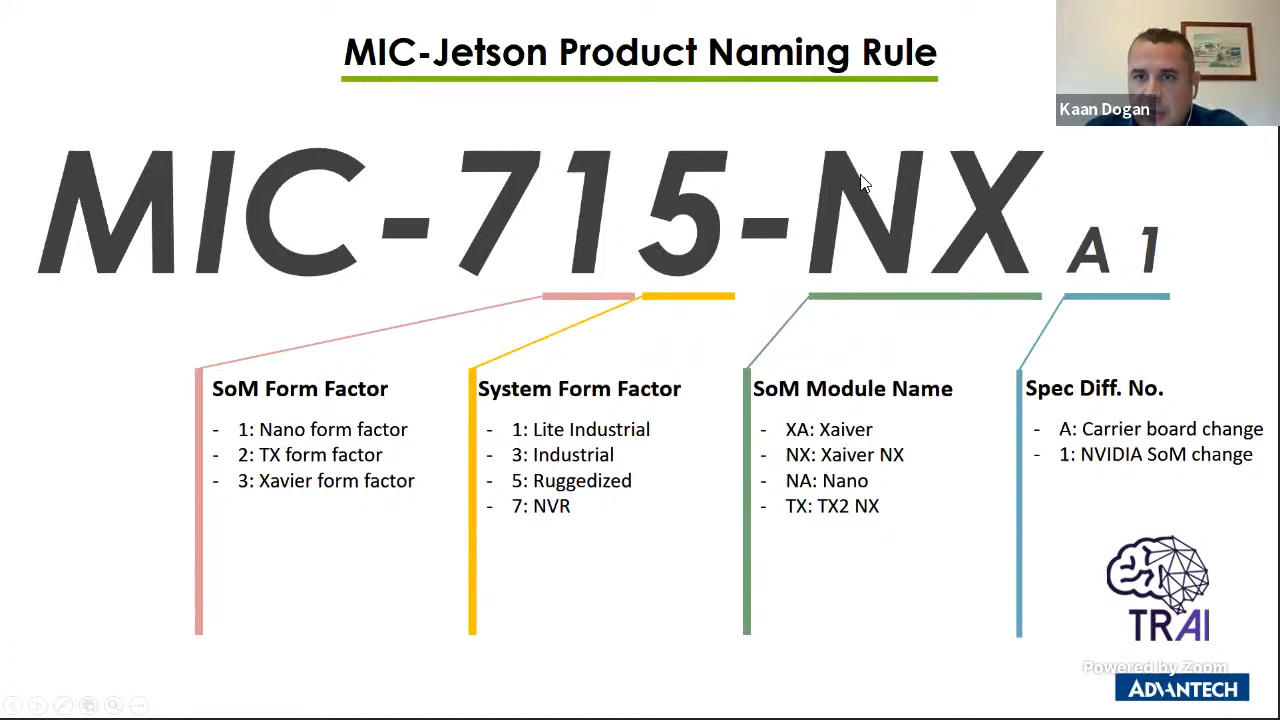 MIC-Jetson Product Naming Rule
Kaan Dogan
MIC-715-NX A1
SoM Form Factor
- 1: Nano form factor
- 2: TX form factor
- 3: Xavier form factor
System Form Factor
- 1: Lite Industrial
- 3: Industrial
- 5: Ruggedized
- 7: NVR
SoM Module Name
- XA: Xaiver
- NX: Xaiver NX
- NA: Nano
- TX: TX2 NX
Spec Diff. No.
- A: Carrier board change
- 1: NVIDIA SoM change
TRAI
Powered by Zoom
ADVANTECH